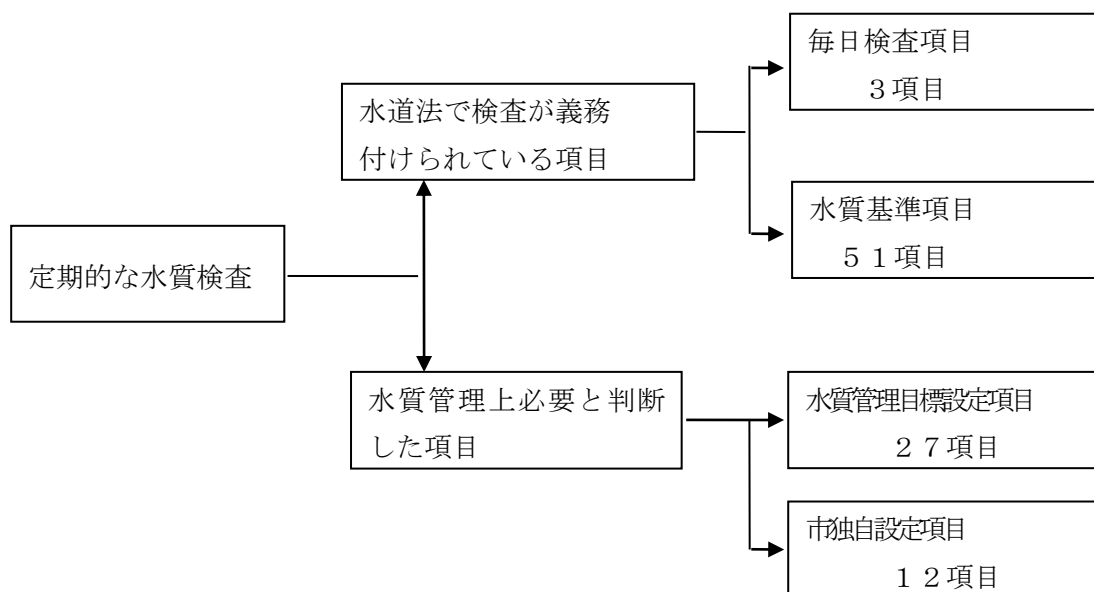 毎日検査項目
３項目
水道法で検査が義務
付けられている項目
水質基準項目
５１項目
定期的な水質検査
水質管理上必要と判断
した項目
水質管理目標設定項目
２７項目
市独自設定項目
１２項目